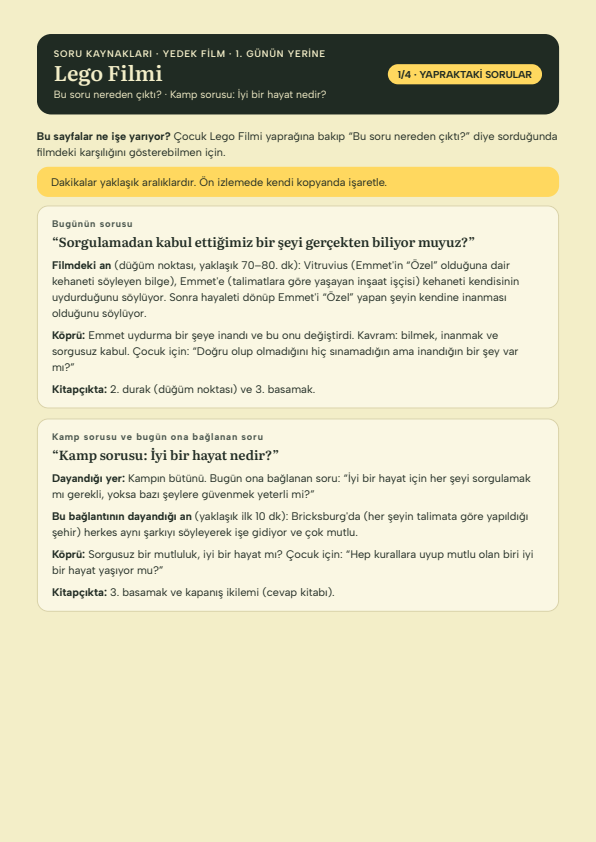 SORU KAYNAKLARI · YEDEK FİLM · 1. GÜNÜN YERİNE
Lego Filmi
Bu soru nereden çıktı? · Kamp sorusu: İyi bir hayat nedir?
1/4 · YAPRAKTAKİ SORULAR
Bu sayfalar ne işe yarıyor? Çocuk Lego Filmi yaprağına bakıp “Bu soru nereden çıktı?” diye sorduğunda
filmdeki karşılığını gösterebilmen için.
Dakikalar yaklaşık aralıklardır. Ön izlemede kendi kopyanda işaretle.
Bugünün sorusu
“Sorgulamadan kabul ettiğimiz bir şeyi gerçekten biliyor muyuz?”
Filmdeki an (düğüm noktası, yaklaşık 70–80. dk): Vitruvius (Emmet'in “Özel” olduğuna dair
kehaneti söyleyen bilge), Emmet'e (talimatlara göre yaşayan inşaat işçisi) kehaneti kendisinin
uydurduğunu söylüyor. Sonra hayaleti dönüp Emmet'i “Özel” yapan şeyin kendine inanması
olduğunu söylüyor.
Köprü: Emmet uydurma bir şeye inandı ve bu onu değiştirdi. Kavram: bilmek, inanmak ve
sorgusuz kabul. Çocuk için: “Doğru olup olmadığını hiç sınamadığın ama inandığın bir şey var
mı?”
Kitapçıkta: 2. durak (düğüm noktası) ve 3. basamak.
Kamp sorusu ve bugün ona bağlanan soru
“Kamp sorusu: İyi bir hayat nedir?”
Dayandığı yer: Kampın bütünü. Bugün ona bağlanan soru: “İyi bir hayat için her şeyi sorgulamak
mı gerekli, yoksa bazı şeylere güvenmek yeterli mi?”
Bu bağlantının dayandığı an (yaklaşık ilk 10 dk): Bricksburg'da (her şeyin talimata göre yapıldığı
şehir) herkes aynı şarkıyı söyleyerek işe gidiyor ve çok mutlu.
Köprü: Sorgusuz bir mutluluk, iyi bir hayat mı? Çocuk için: “Hep kurallara uyup mutlu olan biri iyi
bir hayat yaşıyor mu?”
Kitapçıkta: 3. basamak ve kapanış ikilemi (cevap kitabı).